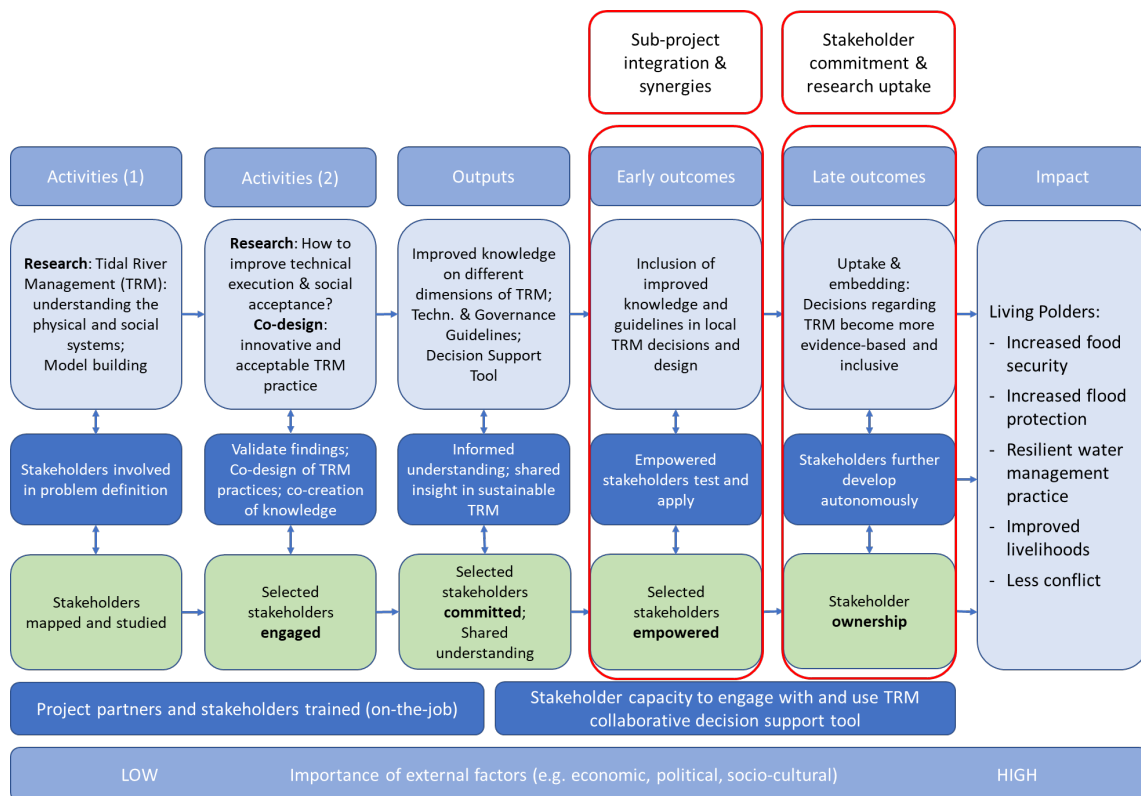 Sub-project
integration &
synergies
Stakeholder
commitment &
research uptake
Activities (1)
Activities (2)
Outputs
Early outcomes
Late outcomes
Impact
Research: Tidal River
Management (TRM):
understanding the
physical and social
systems;
Model building
Research: How to
improve technical
execution & social
acceptance?
Co-design:
innovative and
acceptable TRM
practice
Improved knowledge
on different
dimensions of TRM;
Techn. & Governance
Guidelines;
Decision Support
Tool
Inclusion of
improved
knowledge and
guidelines in local
TRM decisions and
design
Uptake &
embedding:
Decisions regarding
TRM become more
evidence-based and
inclusive
Living Polders:
- Increased food
security
- Increased flood
protection
- Resilient water
management
practice
- Improved
livelihoods
- Less conflict
Stakeholders involved
in problem definition
Validate findings;
Co-design of TRM
practices; co-creation
of knowledge
Informed
understanding; shared
insight in sustainable
TRM
Empowered
stakeholders test and
apply
Stakeholders further
develop
autonomously
Stakeholders
mapped and studied
Selected
stakeholders
engaged
Selected
stakeholders
committed;
Shared
understanding
Selected
stakeholders
empowered
Stakeholder
ownership
Project partners and stakeholders trained (on-the-job)
Stakeholder capacity to engage with and use TRM
collaborative decision support tool
LOW Importance of external factors (e.g. economic, political, socio-cultural) HIGH